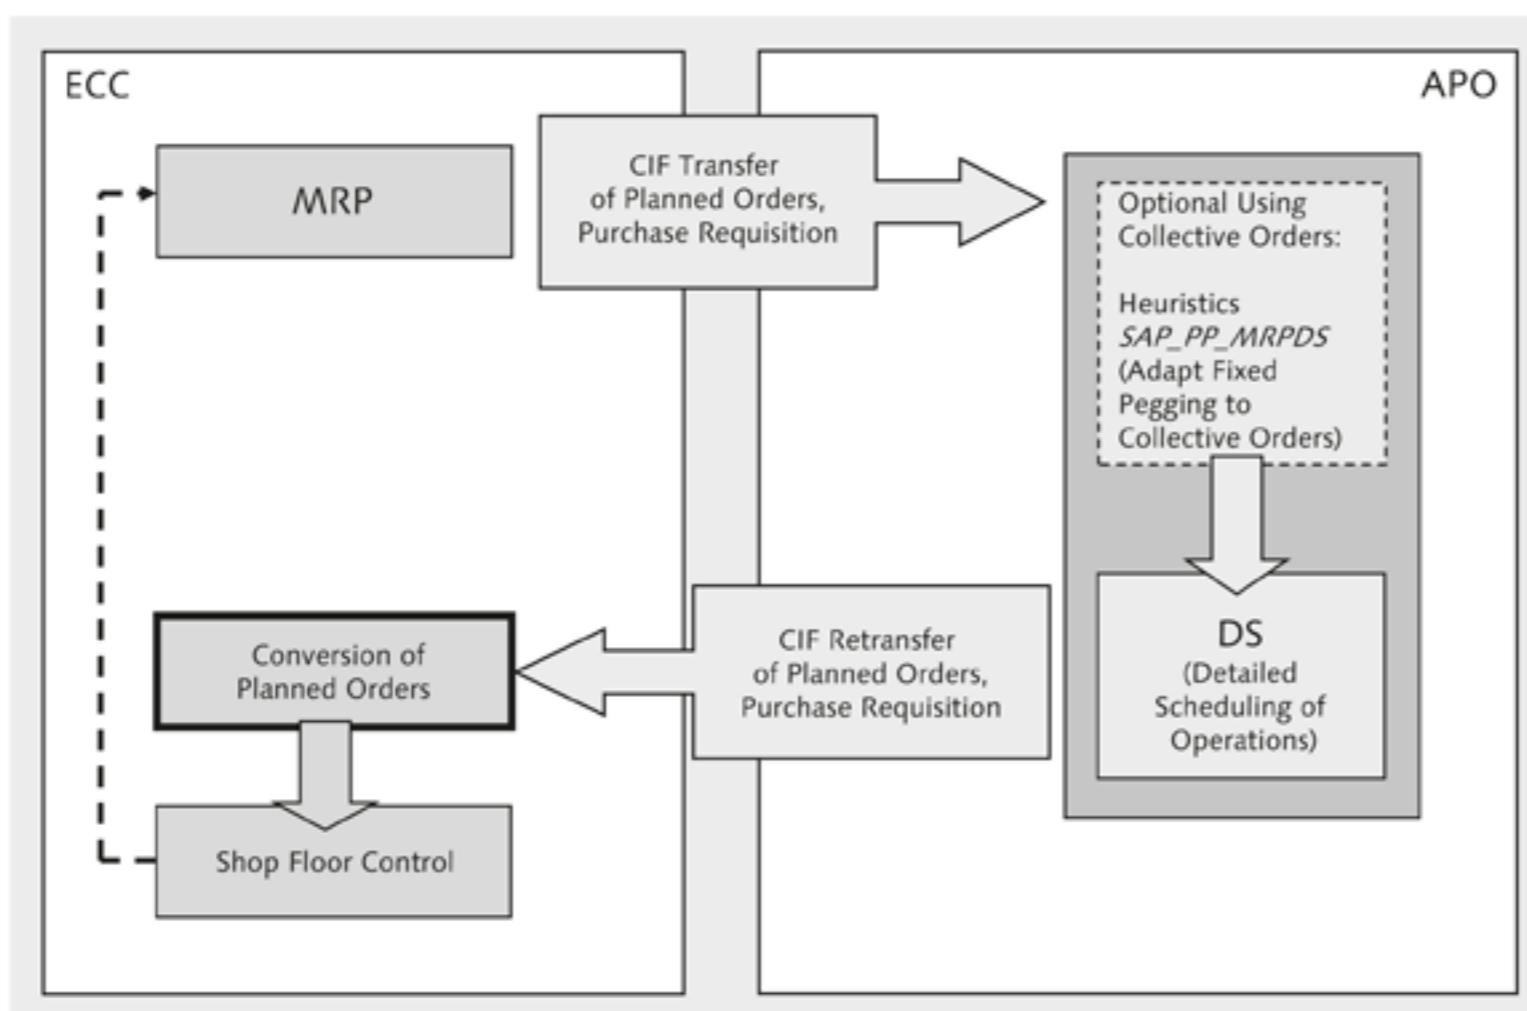 ECC
APO
MRP
CIF Transfer
of Planned Orders,
Purchase Requisition
Optional Using
Collective Orders:
Heuristics
SAP_PP_MRPDS
(Adapt Fixed
Pegging to
Collective Orders)
DS
(Detailed
Scheduling of
Operations)
CIF Retransfer
of Planned Orders,
Purchase Requisition
Conversion of
Planned Orders
Shop Floor Control